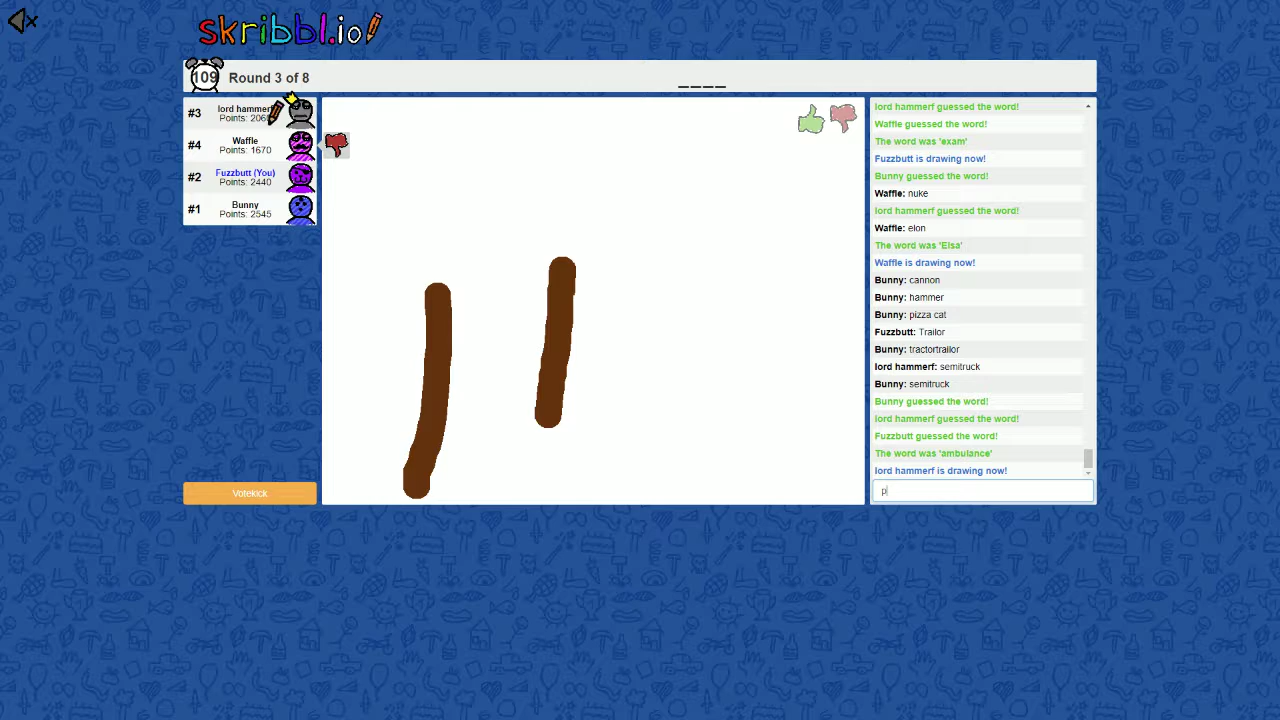 skribbl.io
109
Round 3 of 8
____
#3
lord hammerf
Points: 206
#4
Waffle
Points: 1670
#2
Fuzzbutt (You)
Points: 2440
#1
Bunny
Points: 2545
Votekick
lord hammerf guessed the word!
Waffle guessed the word!
The word was 'exam'
Fuzzbutt is drawing now!
Bunny guessed the word!
Waffle: nuke
lord hammerf guessed the word!
Waffle: elon
The word was 'Elsa'
Waffle is drawing now!
Bunny: cannon
Bunny: hammer
Bunny: pizza cat
Fuzzbutt: Trailor
Bunny: tractortrailor
lord hammerf: semitruck
Bunny: semitruck
Bunny guessed the word!
lord hammerf guessed the word!
Fuzzbutt guessed the word!
The word was 'ambulance'
lord hammerf is drawing now!
p